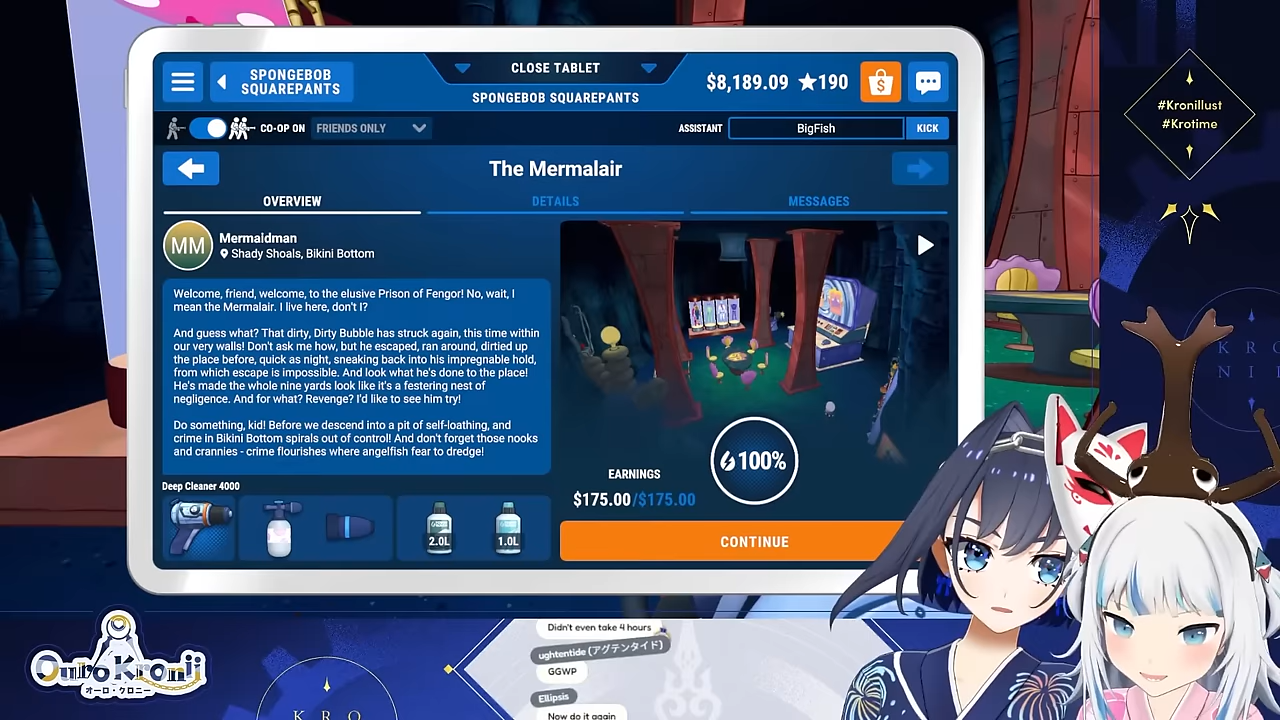 SPONGEBOB
SQUAREPANTS
CLOSE TABLET
SPONGEBOB SQUAREPANTS
$8,189.09 ★190
CO-OP ON
FRIENDS ONLY
ASSISTANT
BigFish
KICK
The Mermalair
OVERVIEW
DETAILS
MESSAGES
MM
Mermaidman
Shady Shoals, Bikini Bottom
Welcome, friend, welcome, to the elusive Prison of Fengor! No, wait, I
mean the Mermalair. I live here, don't I?
And guess what? That dirty, Dirty Bubble has struck again, this time within
our very walls! Don't ask me how, but he escaped, ran around, dirtied up
the place before, quick as night, sneaking back into his impregnable hold,
from which escape is impossible. And look what he's done to the place!
He's made the whole nine yards look like it's a festering nest of
negligence. And for what? Revenge? I'd like to see him try!
Do something, kid! Before we descend into a pit of self-loathing, and
crime in Bikini Bottom spirals out of control! And don't forget those nooks
and crannies - crime flourishes where angelfish fear to dredge!
Deep Cleaner 4000
2.0L
1.0L
EARNINGS
$175.00/$175.00
100%
CONTINUE
#Kronillust
#Krotime
K R O
N I
Ouro Kronii
オーロ・クロニー
K R O
Didn't even take 4 hours
ughtentide (アグテンタイド)
GGWP
Ellipsis
Now do it again